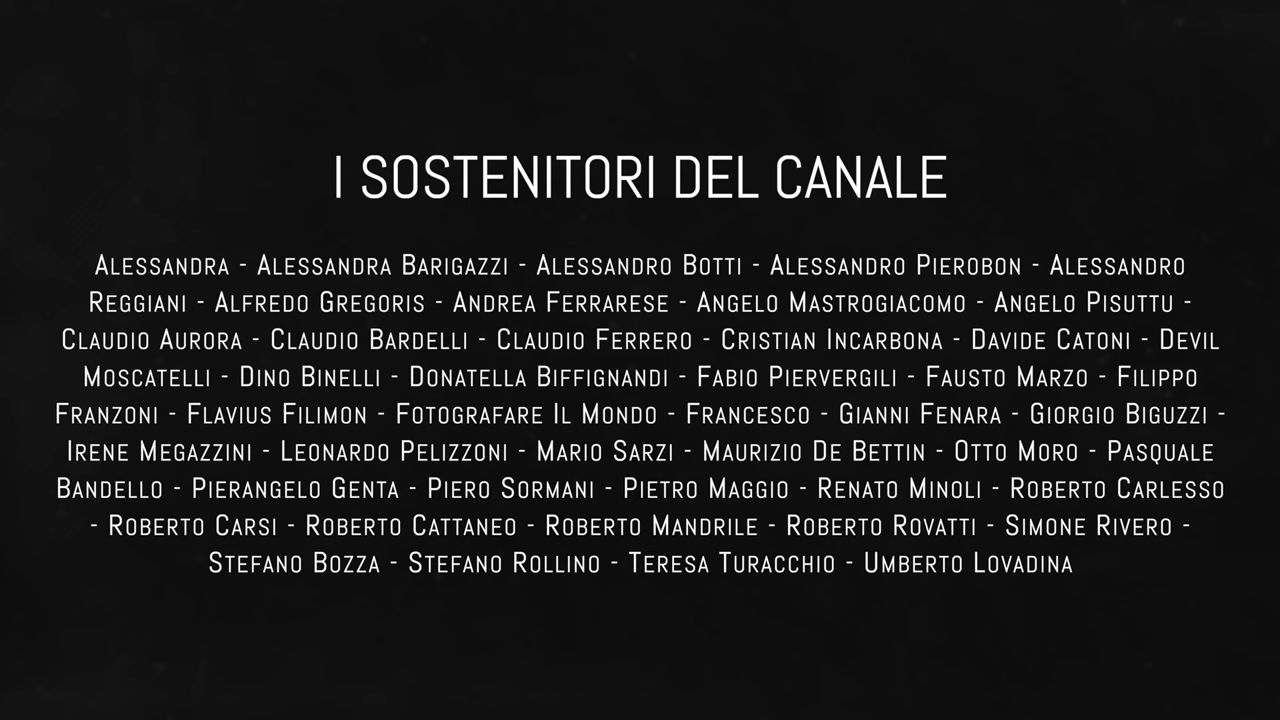 I SOSTENITORI DEL CANALE
Alessandra - Alessandra Barigazzi - Alessandro Botti - Alessandro Pierobon - Alessandro
Reggiani - Alfredo Gregoris - Andrea Ferrarese - Angelo Mastrogiacomo - Angelo Pisuttu -
Claudio Aurora - Claudio Bardelli - Claudio Ferrero - Cristian Incarbona - Davide Catoni - Devil
Moscatelli - Dino Binelli - Donatella Biffignandi - Fabio Piervergili - Fausto Marzo - Filippo
Franzoni - Flavius Filimon - Fotografare Il Mondo - Francesco - Gianni Fenara - Giorgio Biguzzi -
Irene Megazzini - Leonardo Pelizzoni - Mario Sarzi - Maurizio De Bettin - Otto Moro - Pasquale
Bandello - Pierangelo Genta - Piero Sormani - Pietro Maggio - Renato Minoli - Roberto Carlesso
- Roberto Carsi - Roberto Cattaneo - Roberto Mandrile - Roberto Rovatti - Simone Rivero -
Stefano Bozza - Stefano Rollino - Teresa Turacchio - Umberto Lovadina